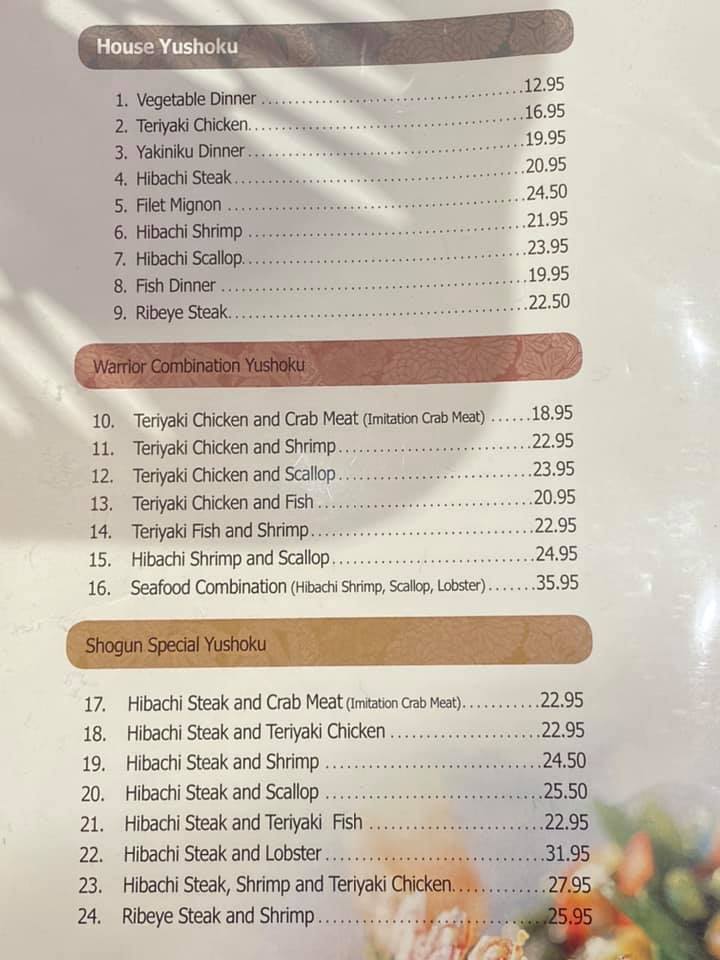 House Yushoku
1. Vegetable Dinner ........................................12.95
2. Teriyaki Chicken..........................................16.95
3. Yakiniku Dinner..........................................19.95
4. Hibachi Steak............................................20.95
5. Filet Mignon .............................................24.50
6. Hibachi Shrimp ..........................................21.95
7. Hibachi Scallop...........................................23.95
8. Fish Dinner ..............................................19.95
9. Ribeye Steak.............................................22.50
Warrior Combination Yushoku
10. Teriyaki Chicken and Crab Meat (Imitation Crab Meat) ......18.95
11. Teriyaki Chicken and Shrimp.............................22.95
12. Teriyaki Chicken and Scallop.............................23.95
13. Teriyaki Chicken and Fish ................................20.95
14. Teriyaki Fish and Shrimp.................................22.95
15. Hibachi Shrimp and Scallop..............................24.95
16. Seafood Combination (Hibachi Shrimp, Scallop, Lobster).......35.95
Shogun Special Yushoku
17. Hibachi Steak and Crab Meat (Imitation Crab Meat)...........22.95
18. Hibachi Steak and Teriyaki Chicken ......................22.95
19. Hibachi Steak and Shrimp ................................24.50
20. Hibachi Steak and Scallop ................................25.50
21. Hibachi Steak and Teriyaki Fish .........................22.95
22. Hibachi Steak and Lobster................................31.95
23. Hibachi Steak, Shrimp and Teriyaki Chicken.............27.95
24. Ribeye Steak and Shrimp.................................25.95